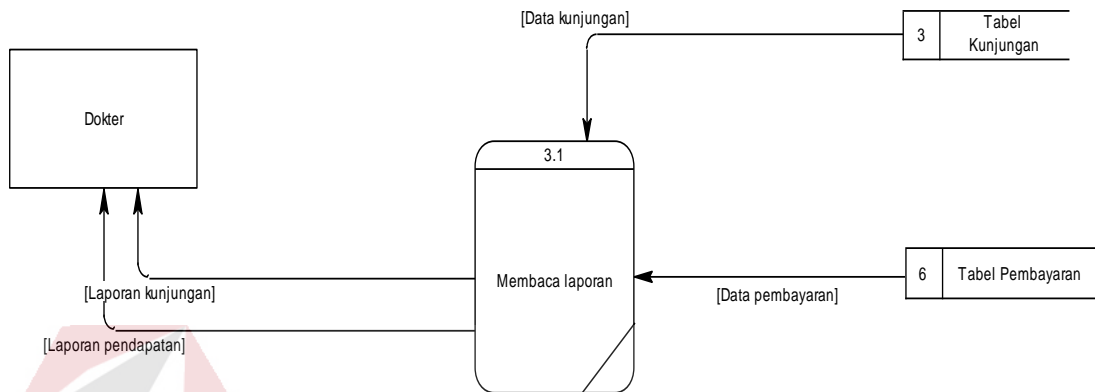 [Data kunjungan]
3
Tabel
Kunjungan
Dokter
3.1
Membaca laporan
6
Tabel Pembayaran
[Data pembayaran]
[Laporan kunjungan]
[Laporan pendapatan]